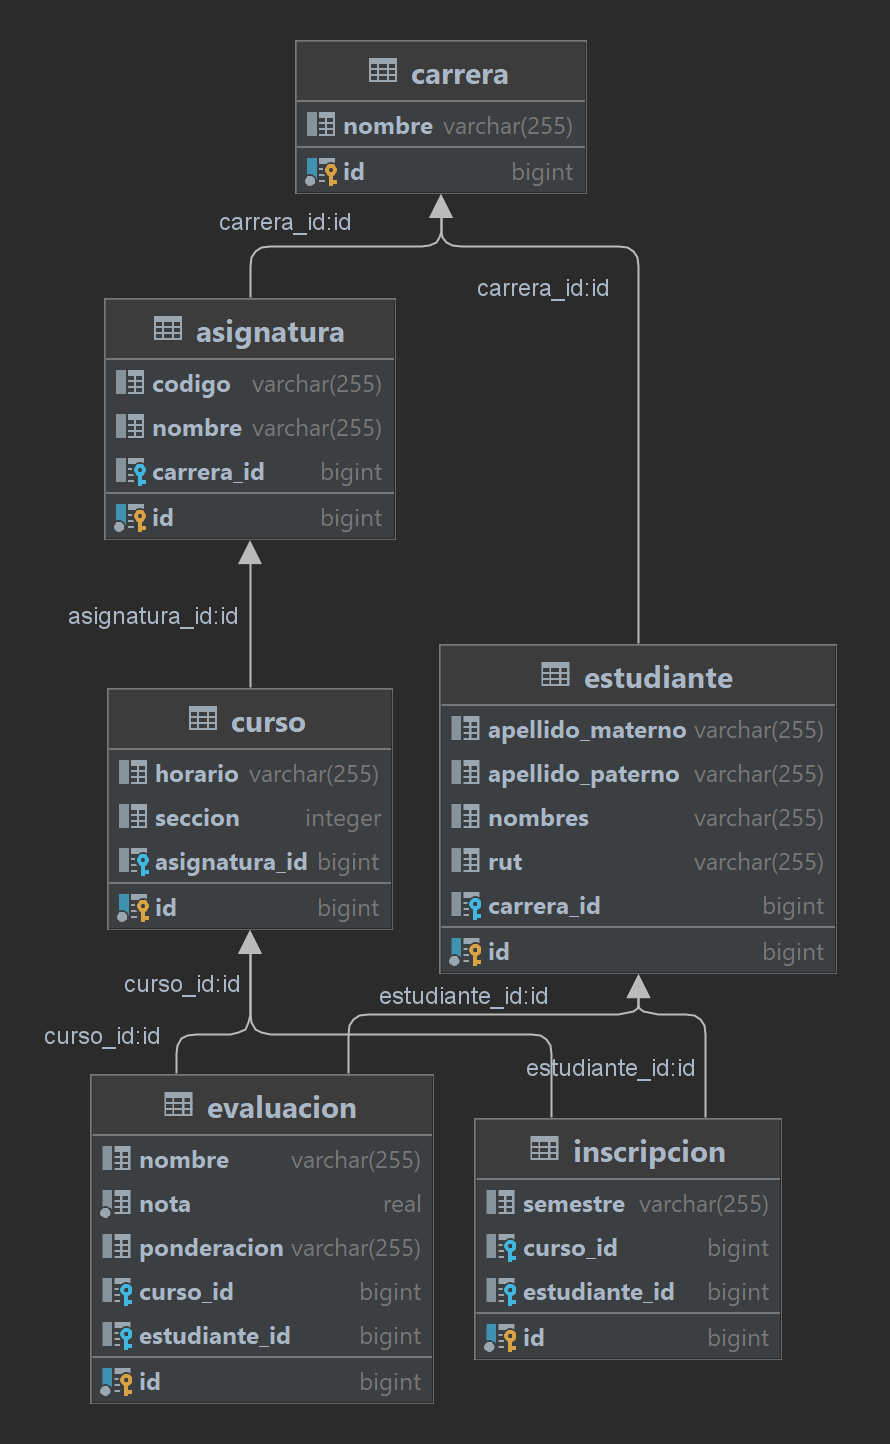 carrera
nombre varchar(255)
id bigint
carrera_id:id
carrera_id:id
asignatura
codigo varchar(255)
nombre varchar(255)
carrera_id bigint
id bigint
asignatura_id:id
estudiante
apellido_materno varchar(255)
apellido_paterno varchar(255)
nombres varchar(255)
rut varchar(255)
carrera_id bigint
id bigint
curso
horario varchar(255)
seccion integer
asignatura_id bigint
id bigint
curso_id:id
estudiante_id:id
curso_id:id
estudiante_id:id
evaluacion
nombre varchar(255)
nota real
ponderacion varchar(255)
curso_id bigint
estudiante_id bigint
id bigint
inscripcion
semestre varchar(255)
curso_id bigint
estudiante_id bigint
id bigint